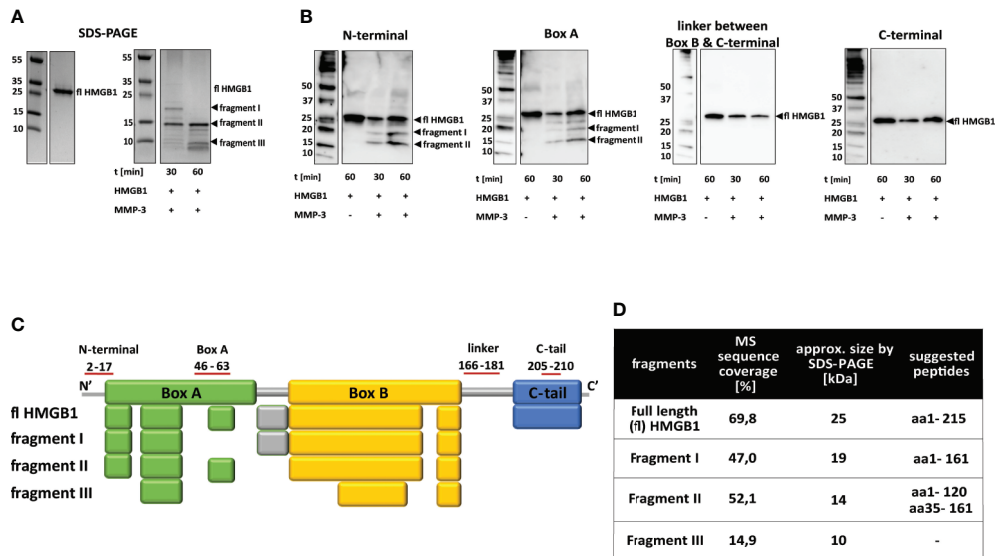 A
SDS-PAGE
55
35
25
15
10
fl HMGB1
55
35
25
15
10
fl HMGB1
fragment I
fragment II
fragment III
t [min] 30 60
HMGB1 + +
MMP-3 + +
B
N-terminal
50
37
25
20
15
10
fl HMGB1
fragment I
fragment II
t [min] 60 30 60
HMGB1 + + +
MMP-3 - + +
Box A
50
37
25
20
15
10
fl HMGB1
fragment I
fragment II
60 30 60
HMGB1 + + +
MMP-3 - + +
linker between
Box B & C-terminal
50
37
25
20
15
10
fl HMGB1
60 30 60
HMGB1 + + +
MMP-3 - + +
C-terminal
50
37
25
20
15
10
fl HMGB1
60 30 60
HMGB1 + + +
MMP-3 - + +
C
N-terminal Box A linker C-tail
2-17 46 - 63 166 -181 205 -210
N' Box A Box B C-tail C'
fl HMGB1
fragment I
fragment II
fragment III
D
fragments MS sequence coverage [%] approx. size by SDS-PAGE [kDa] suggested peptides
Full length (fl) HMGB1 69,8 25 aa1- 215
Fragment I 47,0 19 aa1- 161
Fragment II 52,1 14 aa1- 120
aa35- 161
Fragment III 14,9 10 -